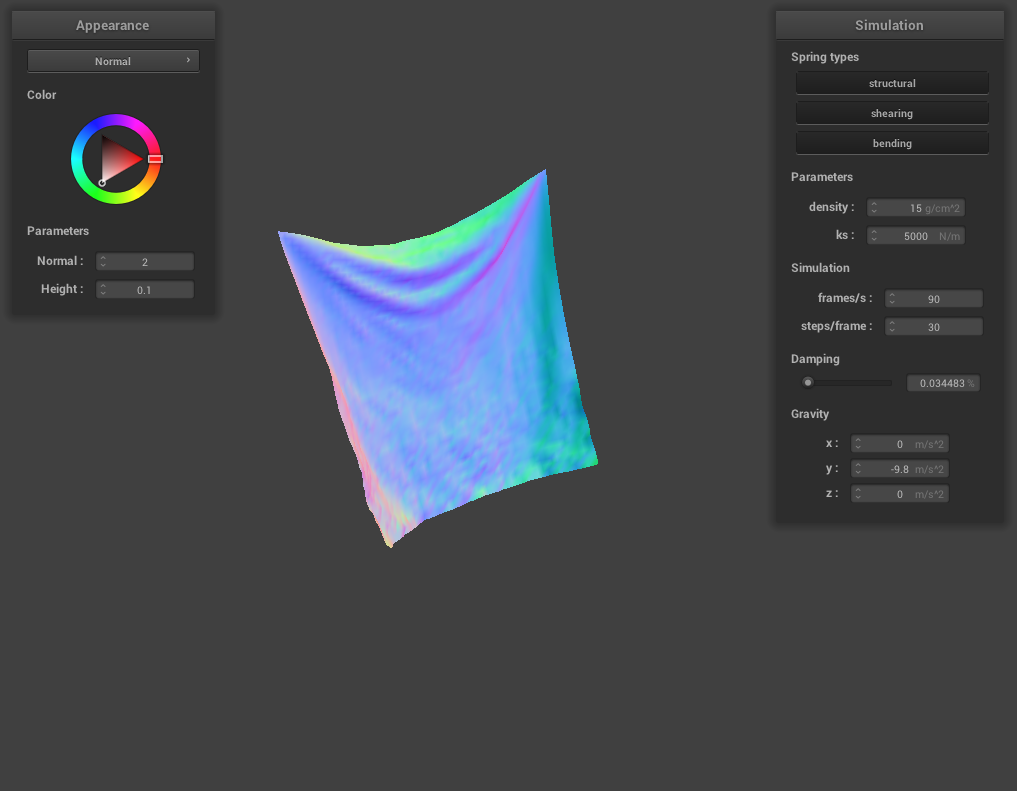 Appearance
Normal
Color
Parameters
Normal : 2
Height : 0.1
Simulation
Spring types
structural
shearing
bending
Parameters
density : 15 g/cm^2
ks : 5000 N/m
Simulation
frames/s : 90
steps/frame : 30
Damping
0.034483 %
Gravity
x : 0 m/s^2
y : -9.8 m/s^2
z : 0 m/s^2